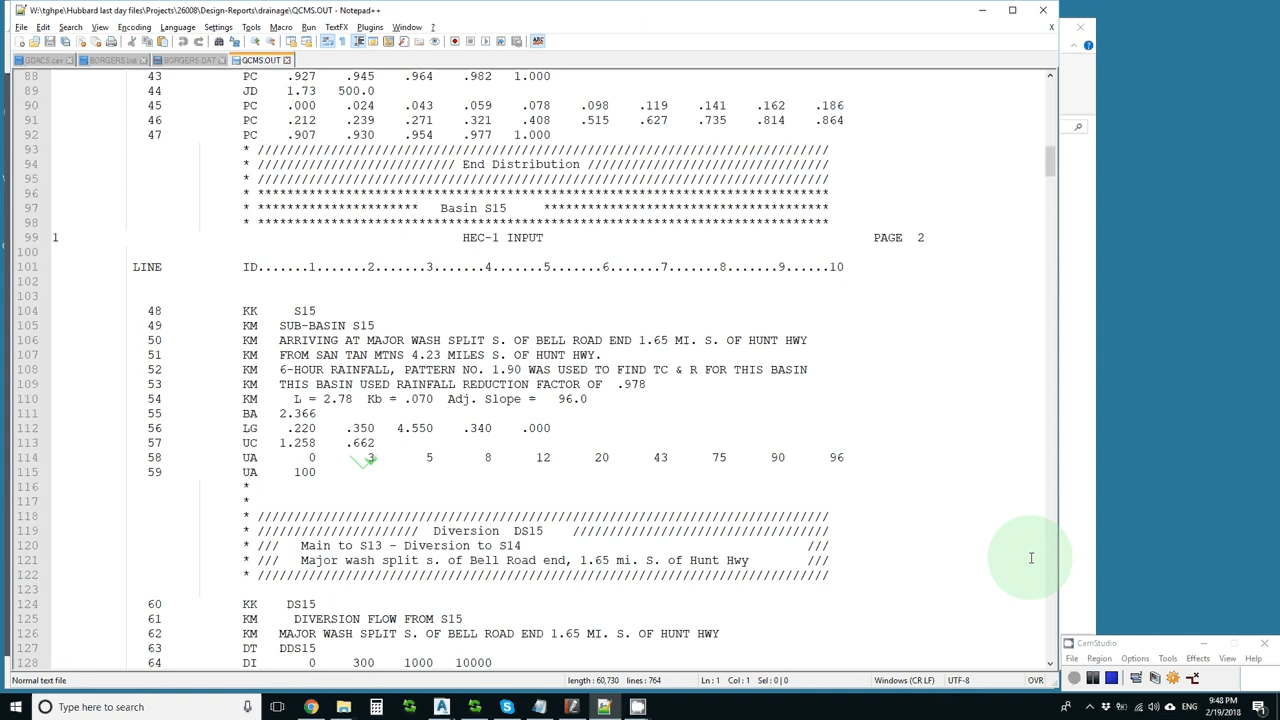 W:\tghpe\Hubbard last day files\Projects\26008\Design-Reports\drainage\QCMS.OUT - Notepad++
File Edit Search View Encoding Language Settings Tools Macro Run TextFX Plugins Window ?
X
GDACS.cav BORGERS.bat BORGERS.DAT QCMS.OUT
88 43 PC .927 .945 .964 .982 1.000
89 44 JD 1.73 500.0
90 45 PC .000 .024 .043 .059 .078 .098 .119 .141 .162 .186
91 46 PC .212 .239 .271 .321 .408 .515 .627 .735 .814 .864
92 47 PC .907 .930 .954 .977 1.000
93 * //////////////////////////////////////////////////////////////////////////////
94 * /////////////////////////// End Distribution /////////////////////////////////
95 * //////////////////////////////////////////////////////////////////////////////
96 * ******************************************************************************
97 * ********************** Basin S15 ***************************************
98 * ******************************************************************************
99 1 HEC-1 INPUT PAGE 2
100
101 LINE ID.......1.......2.......3.......4.......5.......6.......7.......8.......9......10
102
103
104 48 KK S15
105 49 KM SUB-BASIN S15
106 50 KM ARRIVING AT MAJOR WASH SPLIT S. OF BELL ROAD END 1.65 MI. S. OF HUNT HWY
107 51 KM FROM SAN TAN MTNS 4.23 MILES S. OF HUNT HWY.
108 52 KM 6-HOUR RAINFALL, PATTERN NO. 1.90 WAS USED TO FIND TC & R FOR THIS BASIN
109 53 KM THIS BASIN USED RAINFALL REDUCTION FACTOR OF .978
110 54 KM L = 2.78 Kb = .070 Adj. Slope = 96.0
111 55 BA 2.366
112 56 LG .220 .350 4.550 .340 .000
113 57 UC 1.258 .662
114 58 UA 0 3 5 8 12 20 43 75 90 96
115 59 UA 100
116 *
117 *
118 * //////////////////////////////////////////////////////////////////////////////
119 * ////////////////////// Diversion DS15 ///////////////////////////////////
120 * /// Main to S13 - Diversion to S14 ///
121 * /// Major wash split s. of Bell Road end, 1.65 mi. S. of Hunt Hwy ///
122 * //////////////////////////////////////////////////////////////////////////////
123
124 60 KK DS15
125 61 KM DIVERSION FLOW FROM S15
126 62 KM MAJOR WASH SPLIT S. OF BELL ROAD END 1.65 MI. S. OF HUNT HWY
127 63 DT DDS15
128 64 DI 0 300 1000 10000
Normal text file length : 60,730 lines : 764 Ln : 1 Col : 1 Sel : 0 | 0 Windows (CR LF) UTF-8 OVR
CamStudio
File Region Options Tools Effects View Help
Type here to search
ENG
9:48 PM
2/19/2018